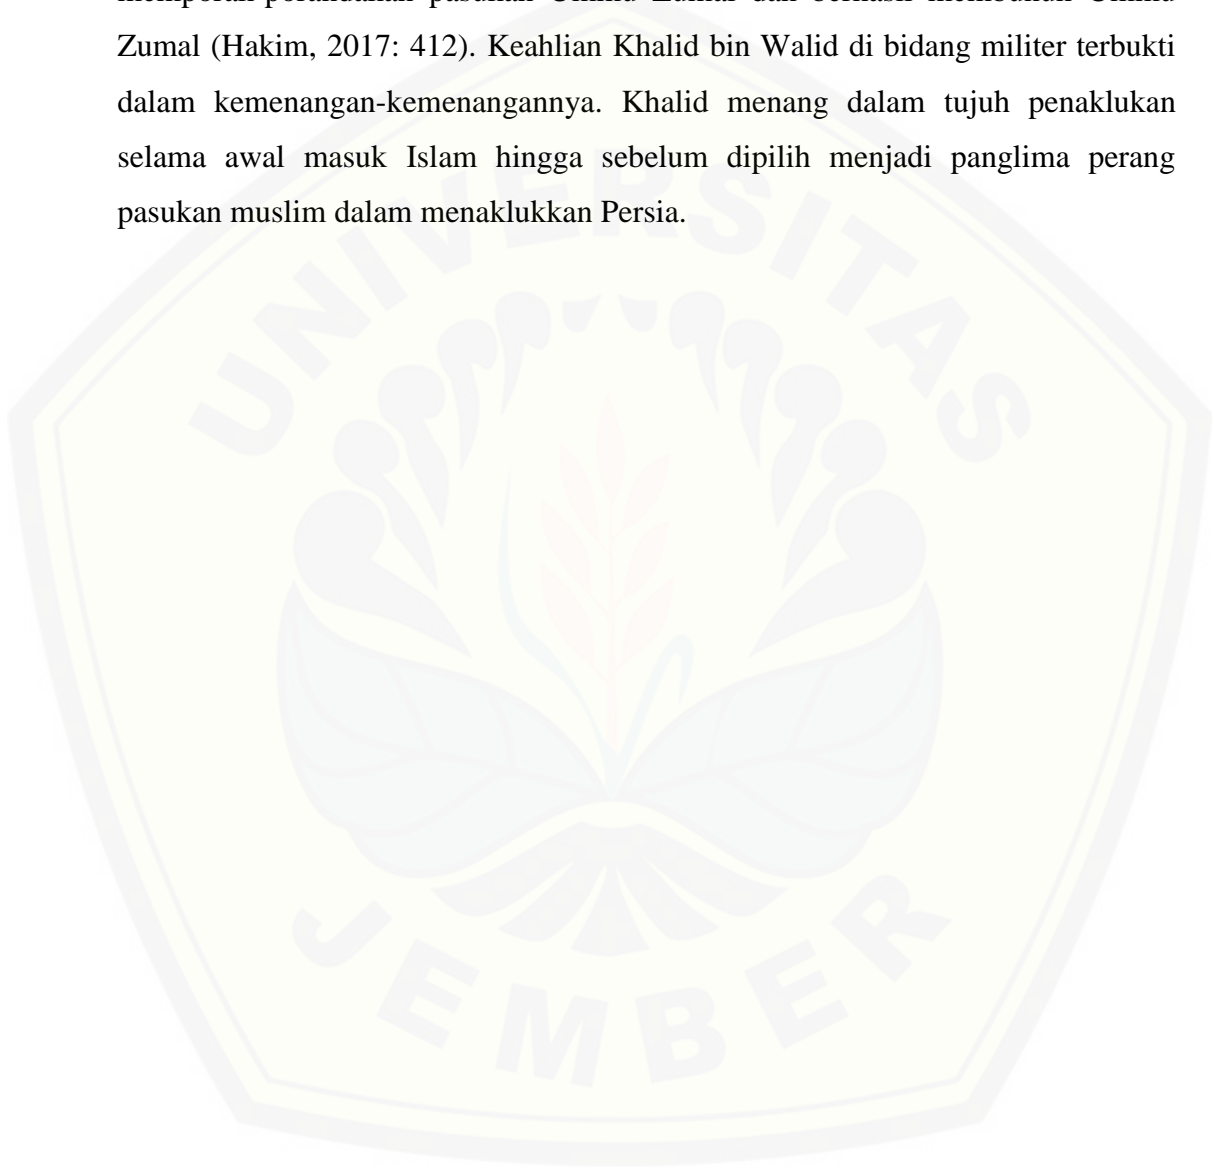 Zumal (Hakim, 2017: 412). Keahlian Khalid bin Walid di bidang militer terbukti
dalam kemenangan-kemenangannya. Khalid menang dalam tujuh penaklukan
selama awal masuk Islam hingga sebelum dipilih menjadi panglima perang
pasukan muslim dalam menaklukkan Persia.
UNIVERSITAS
JEMBER